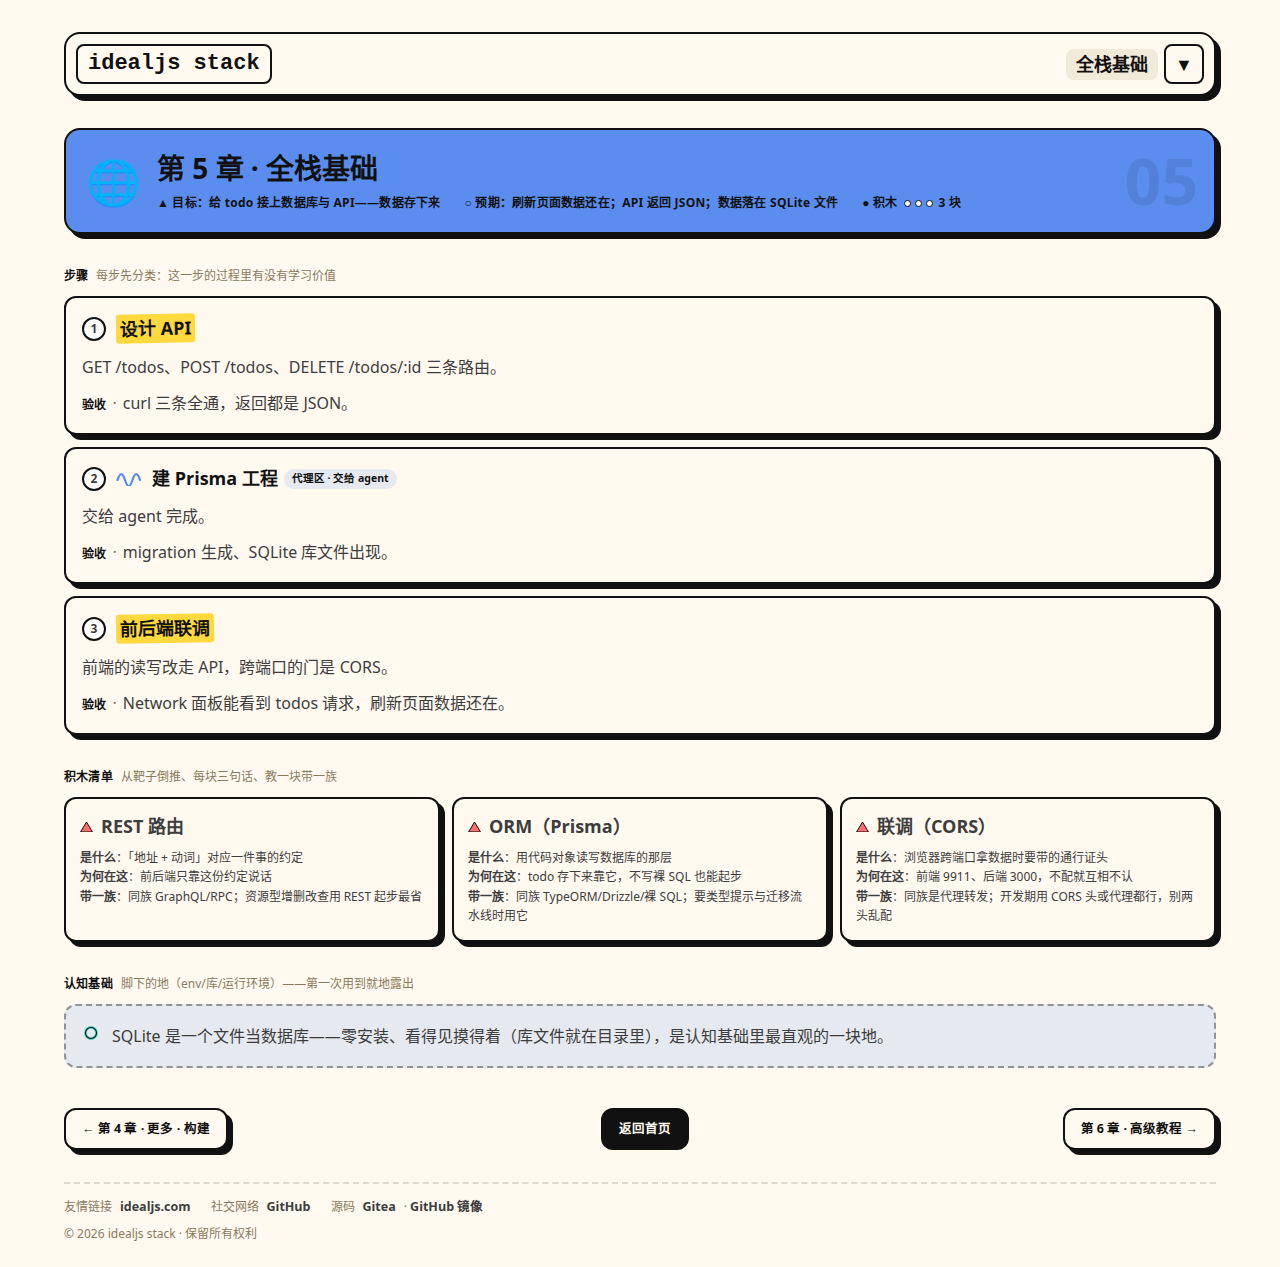 idealjs stack
全栈基础 ▼
第 5 章 · 全栈基础
▲ 目标：给 todo 接上数据库与 API——数据存下来 ○ 预期：刷新页面数据还在；API 返回 JSON；数据落在 SQLite 文件 ● 积木 3 块
05
步骤 每步先分类：这一步的过程里有没有学习价值
1 设计 API
GET /todos、POST /todos、DELETE /todos/:id 三条路由。
验收 · curl 三条全通，返回都是 JSON。
2 建 Prisma 工程 代理区 · 交给 agent
交给 agent 完成。
验收 · migration 生成、SQLite 库文件出现。
3 前后端联调
前端的读写改走 API，跨端口的门是 CORS。
验收 · Network 面板能看到 todos 请求，刷新页面数据还在。
积木清单 从靶子倒推、每块三句话、教一块带一族
REST 路由
是什么：「地址 + 动词」对应一件事的约定
为何在这：前后端只靠这份约定说话
带一族：同族 GraphQL/RPC；资源型增删改查用 REST 起步最省
ORM（Prisma）
是什么：用代码对象读写数据库的那层
为何在这：todo 存下来靠它，不写裸 SQL 也能起步
带一族：同族 TypeORM/Drizzle/裸 SQL；要类型提示与迁移流
水线时用它
联调（CORS）
是什么：浏览器跨端口拿数据时要带的通行证头
为何在这：前端 9911、后端 3000，不配就互相不认
带一族：同族是代理转发；开发期用 CORS 头或代理都行，别两
头乱配
认知基础 脚下的地（env/库/运行环境）——第一次用到就地露出
SQLite 是一个文件当数据库——零安装、看得见摸得着（库文件就在目录里），是认知基础里最直观的一块地。
← 第 4 章 · 更多 · 构建
返回首页
第 6 章 · 高级教程 →
友情链接 idealjs.com 社交网络 GitHub 源码 Gitea · GitHub 镜像
© 2026 idealjs stack · 保留所有权利